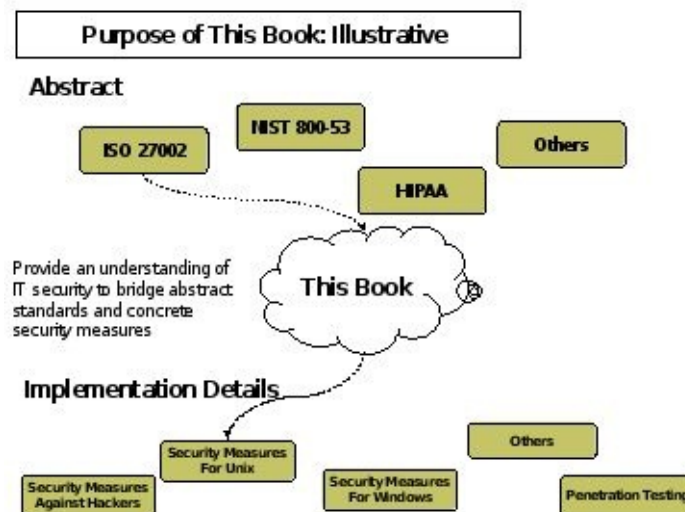 Purpose of This Book: Illustrative
Abstract
NIST 800-53
ISO 27002
Others
HIPAA
Provide an understanding of
IT security to bridge abstract
standards and concrete
security measures
This Book
Implementation Details
Security Measures
For Unix
Others
Security Measures
Against Hackers
Security Measures
For Windows
Penetration Testing